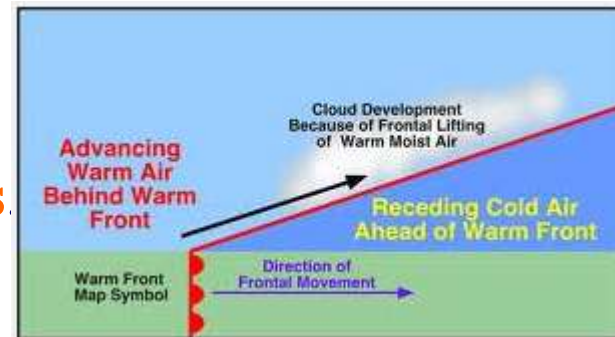 Cloud Development
Because of Frontal Lifting
of Warm Moist Air
Advancing
Warm Air
Behind Warm
Front
s.
Receding Cold Air
Ahead of Warm Front
Warm Front
Map Symbol
Direction of
Frontal Movement